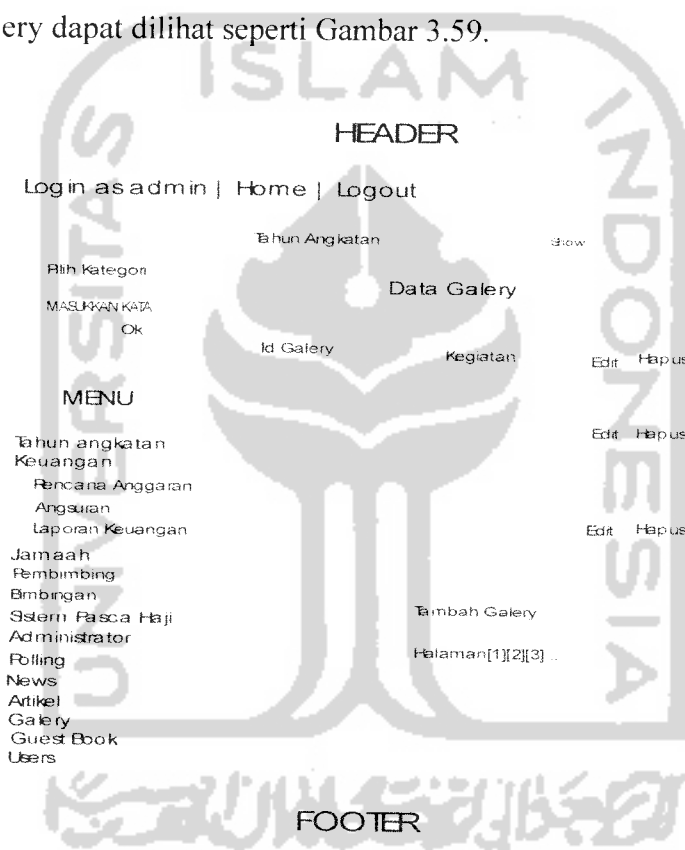 ery dapat dilihat seperti Gambar 3.59.
ISLAM
UNIVERSITAS
INDONESIA
HEADER
Login as admin | Home | Logout
Tahun Angkatan show
Pilih Kategori
Data Galery
MASUKKAN KATA
Ok
Id Galery Kegiatan Edit Hapus
MENU
Edit Hapus
Tahun angkatan
Keuangan
Rencana Anggaran
Angsuran
Laporan Keuangan Edit Hapus
Jamaah
Pembimbing
Bimbingan
Sistem Pasca Haji
Tambah Galery
Administrator
Polling
Halaman[1][2][3]...
News
Artikel
Galery
Guest Book
Users
FOOTER